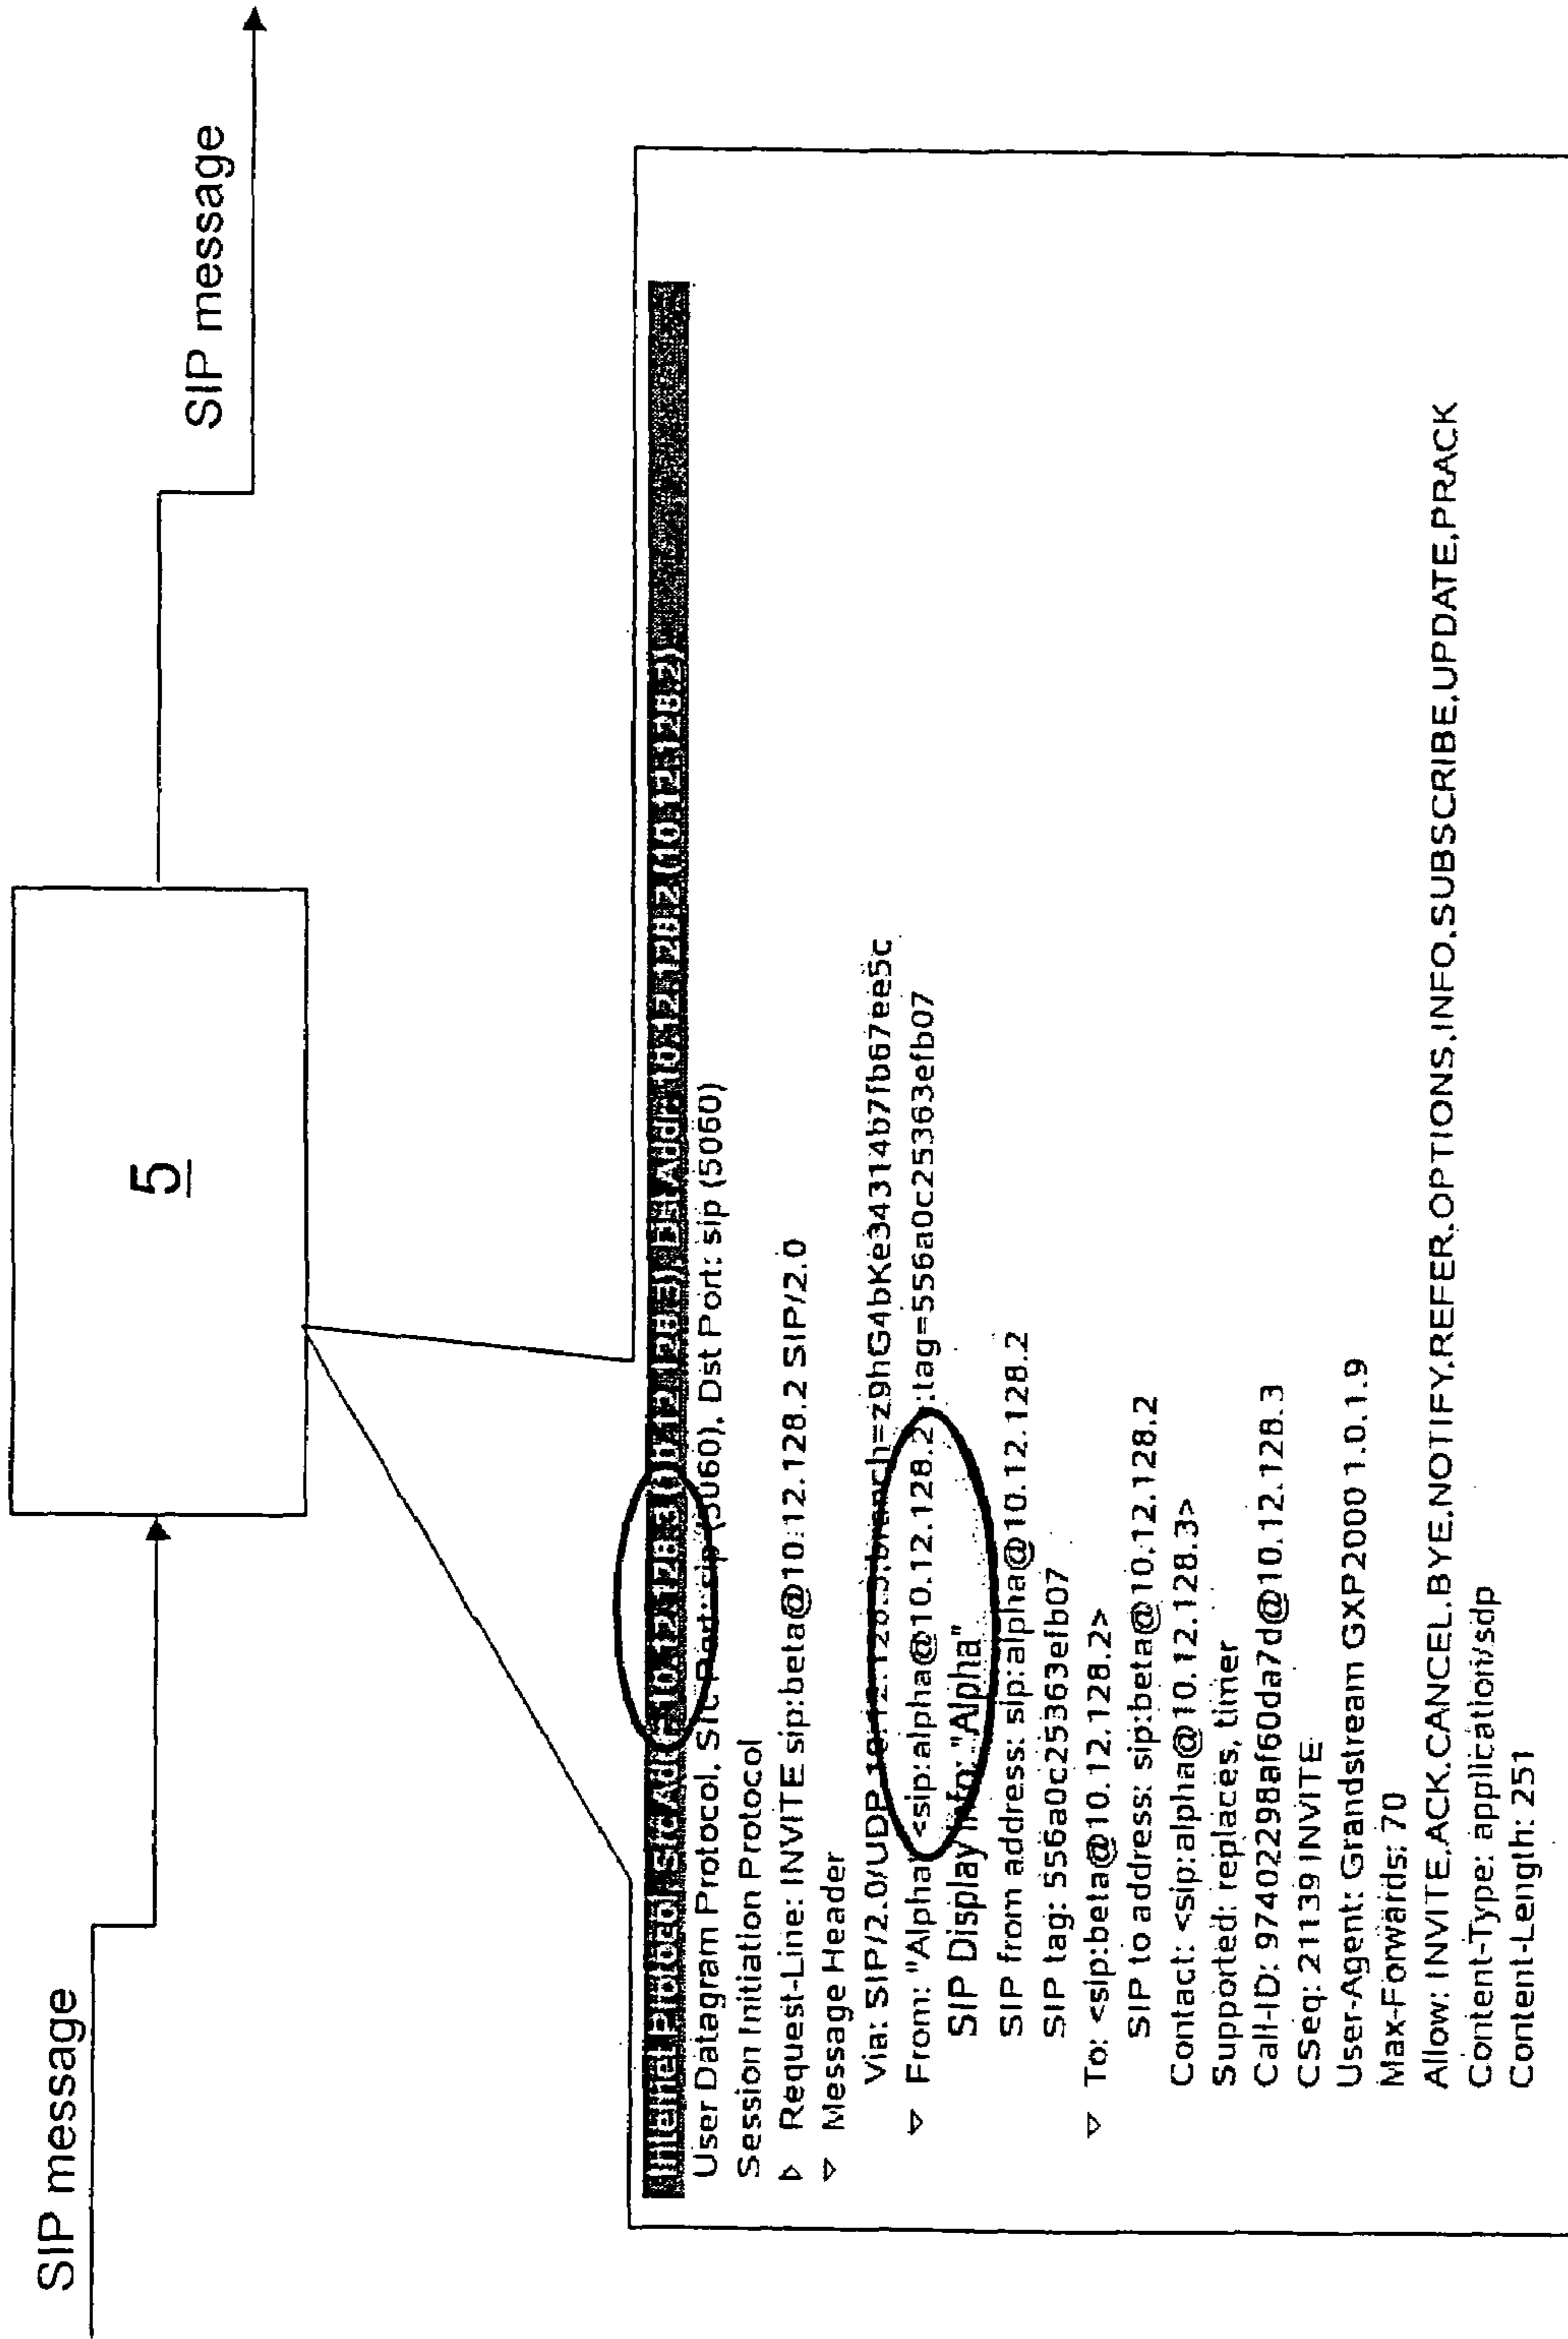 SIP message
5
SIP message
Internet Protocol, Src Addr: 10.12.128.3 (10.12.128.3), Dst Addr: 10.12.128.2 (10.12.128.2)
User Datagram Protocol, Src Port: sip (5060), Dst Port: sip (5060)
Session Initiation Protocol
▹ Request-Line: INVITE sip:beta@10.12.128.2 SIP/2.0
▿ Message Header
Via: SIP/2.0/UDP 10.12.128.3;branch=z9hG4bKe34314b7fb67ee5c
▿ From: "Alpha" <sip:alpha@10.12.128.2>;tag=556a0c25363efb07
SIP Display info: "Alpha"
SIP from address: sip:alpha@10.12.128.2
SIP tag: 556a0c25363efb07
▿ To: <sip:beta@10.12.128.2>
SIP to address: sip:beta@10.12.128.2
Contact: <sip:alpha@10.12.128.3>
Supported: replaces, timer
Call-ID: 97402298af60da7d@10.12.128.3
CSeq: 21139 INVITE
User-Agent: Grandstream GXP2000 1.0.1.9
Max-Forwards: 70
Allow: INVITE,ACK,CANCEL,BYE,NOTIFY,REFER,OPTIONS,INFO,SUBSCRIBE,UPDATE,PRACK
Content-Type: application/sdp
Content-Length: 251